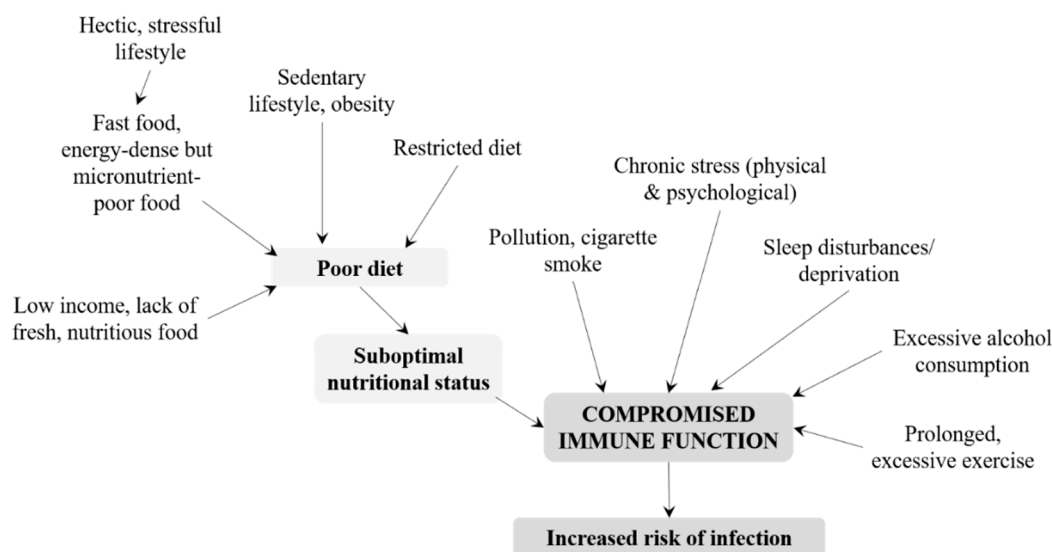 Hectic, stressful
lifestyle
Fast food,
energy-dense but
micronutrient-
poor food
Sedentary
lifestyle, obesity
Restricted diet
Low income, lack of
fresh, nutritious food
Poor diet
Suboptimal
nutritional status
Pollution, cigarette
smoke
Chronic stress (physical
& psychological)
Sleep disturbances/
deprivation
Excessive alcohol
consumption
Prolonged,
excessive exercise
COMPROMISED
IMMUNE FUNCTION
Increased risk of infection